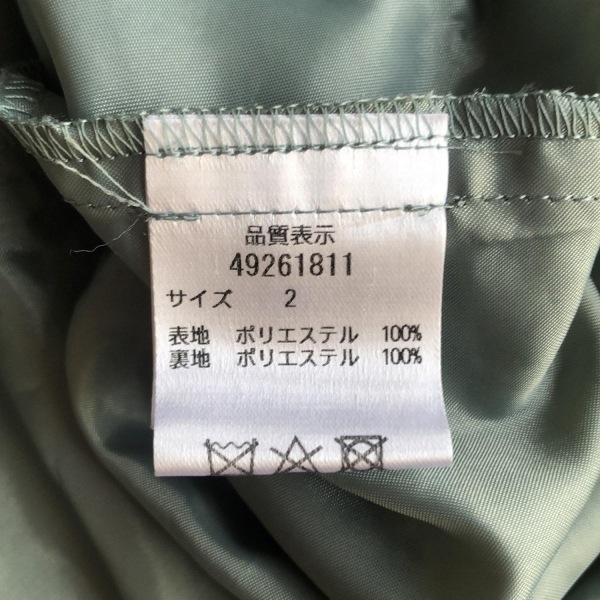 品質表示
49261811
サイズ 2
表地 ポリエステル 100%
裏地 ポリエステル 100%